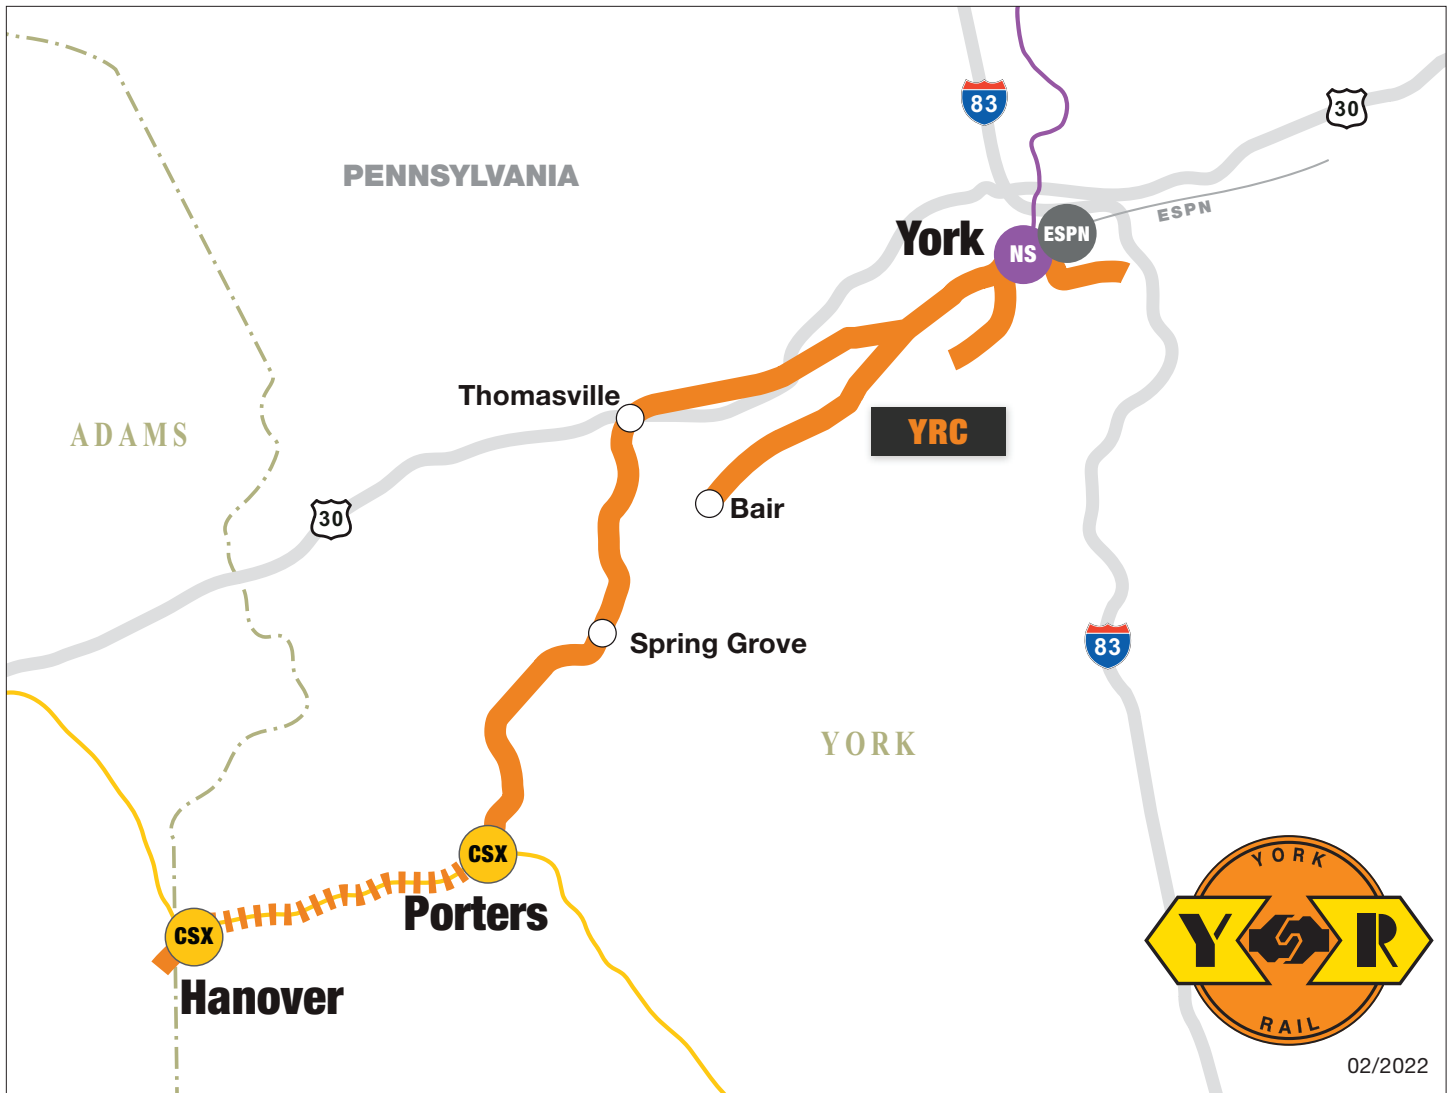 83
30
PENNSYLVANIA
ESPN
York
ESPN
NS
Thomasville
YRC
ADAMS
Bair
30
Spring Grove
83
YORK
CSX
Porters
CSX
Hanover
YORK
Y R
RAIL
02/2022